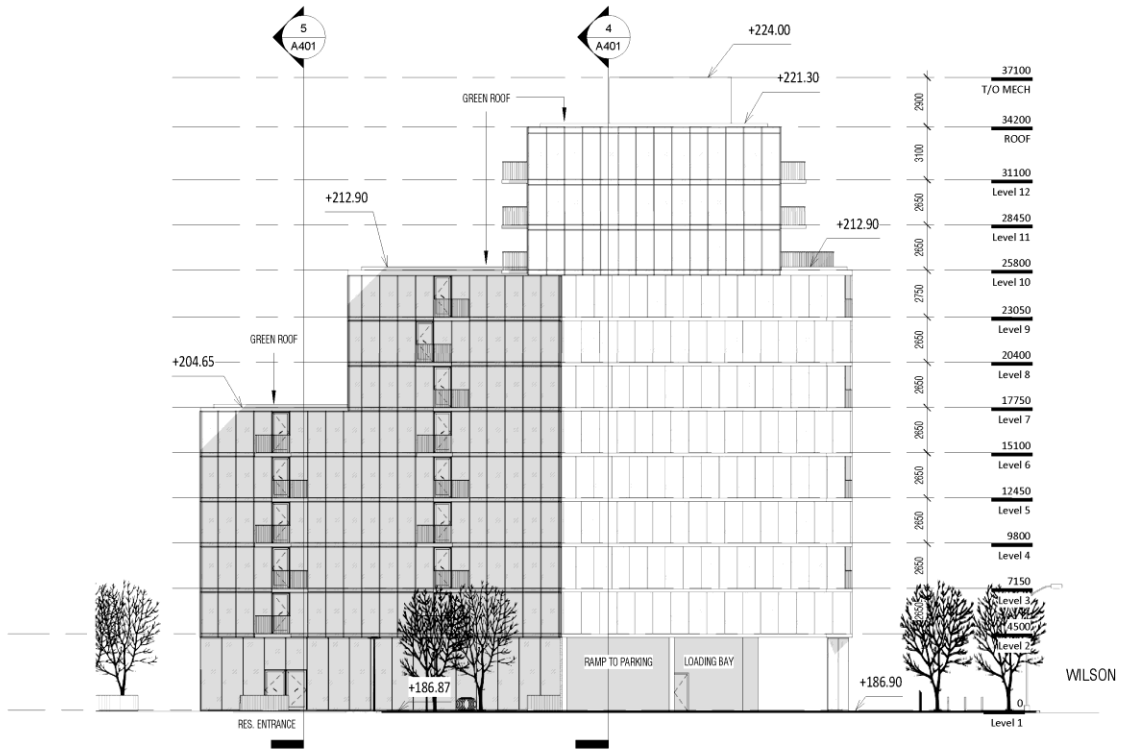 5
A401
4
A401
+224.00
37100
T/O MECH
+221.30
GREEN ROOF
2900
34200
ROOF
3100
31100
Level 12
+212.90
2650
28450
Level 11
+212.90
2650
25800
Level 10
2750
23050
Level 9
GREEN ROOF
2650
20400
Level 8
+204.65
2650
17750
Level 7
2650
15100
Level 6
2650
12450
Level 5
2650
9800
Level 4
2650
7150
Level 3
2650
4500
Level 2
RAMP TO PARKING
LOADING BAY
WILSON
+186.87
+186.90
0
Level 1
RES. ENTRANCE